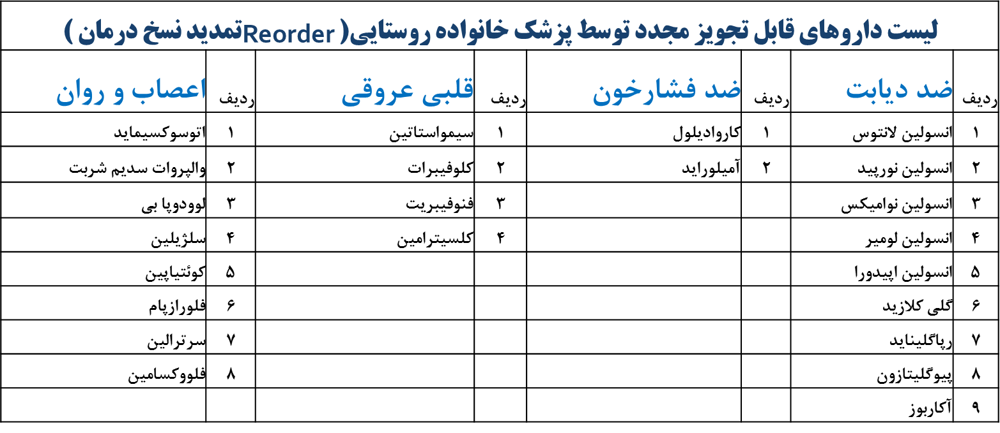 لیست داروهای قابل تجویز مجدد توسط پزشک خانواده روستایی( Reorderتمدید نسخ درمان )
ردیف ضد دیابت ردیف ضد فشارخون ردیف قلبی عروقی ردیف اعصاب و روان
۱ انسولین لانتوس ۱ کاروادیلول ۱ سیمواستاتین ۱ اتوسوکسیماید
۲ انسولین نورپید ۲ آمیلوراید ۲ کلوفیبرات ۲ والپروات سدیم شربت
۳ انسولین نوامیکس ۳ فنوفیبریت ۳ لوودوپا بی
۴ انسولین لومیر ۴ کلسیترامین ۴ سلژیلین
۵ انسولین اپیدورا ۵ کوئتیاپین
۶ گلی کلازید ۶ فلورازپام
۷ رپاگلیناید ۷ سرترالین
۸ پیوگلیتازون ۸ فلووکسامین
۹ آکاربوز